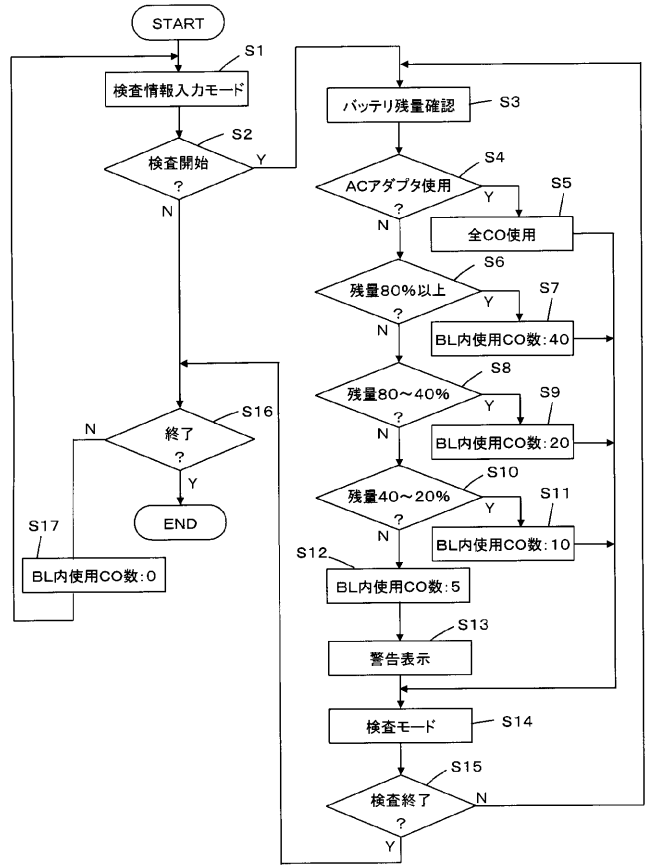 START
S1
検査情報入力モード
S2
検査開始
?
Y
N
S3
バッテリ残量確認
S4
ACアダプタ使用
?
Y
N
S5
全CO使用
S6
残量80%以上
?
Y
N
S7
BL内使用CO数:40
S8
残量80~40%
?
Y
N
S9
BL内使用CO数:20
S10
残量40~20%
?
Y
N
S11
BL内使用CO数:10
S12
BL内使用CO数:5
S13
警告表示
S14
検査モード
S15
検査終了
?
N
Y
S16
終了
?
N
Y
END
S17
BL内使用CO数:0